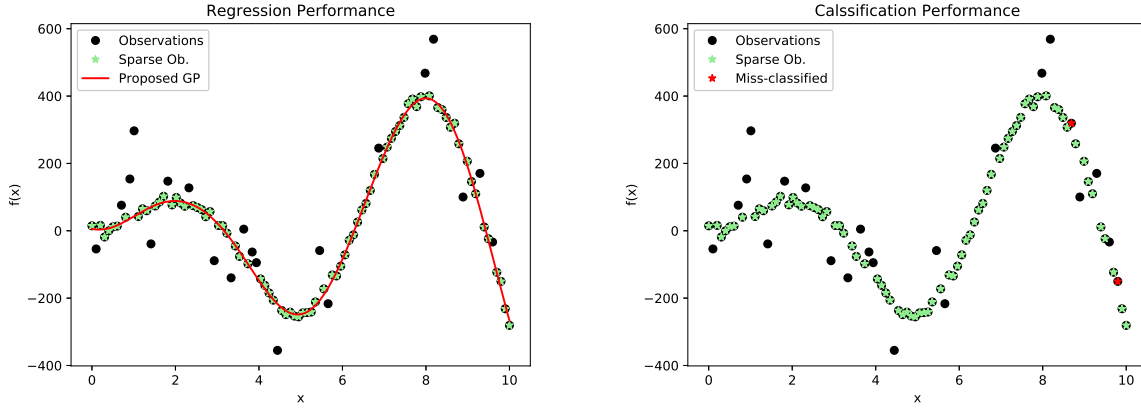 Regression Performance
600
400
200
0
−200
−400
f(x)
0
2
4
6
8
10
x
Observations
Sparse Ob.
Proposed GP
Calssification Performance
600
400
200
0
−200
−400
f(x)
0
2
4
6
8
10
x
Observations
Sparse Ob.
Miss-classified